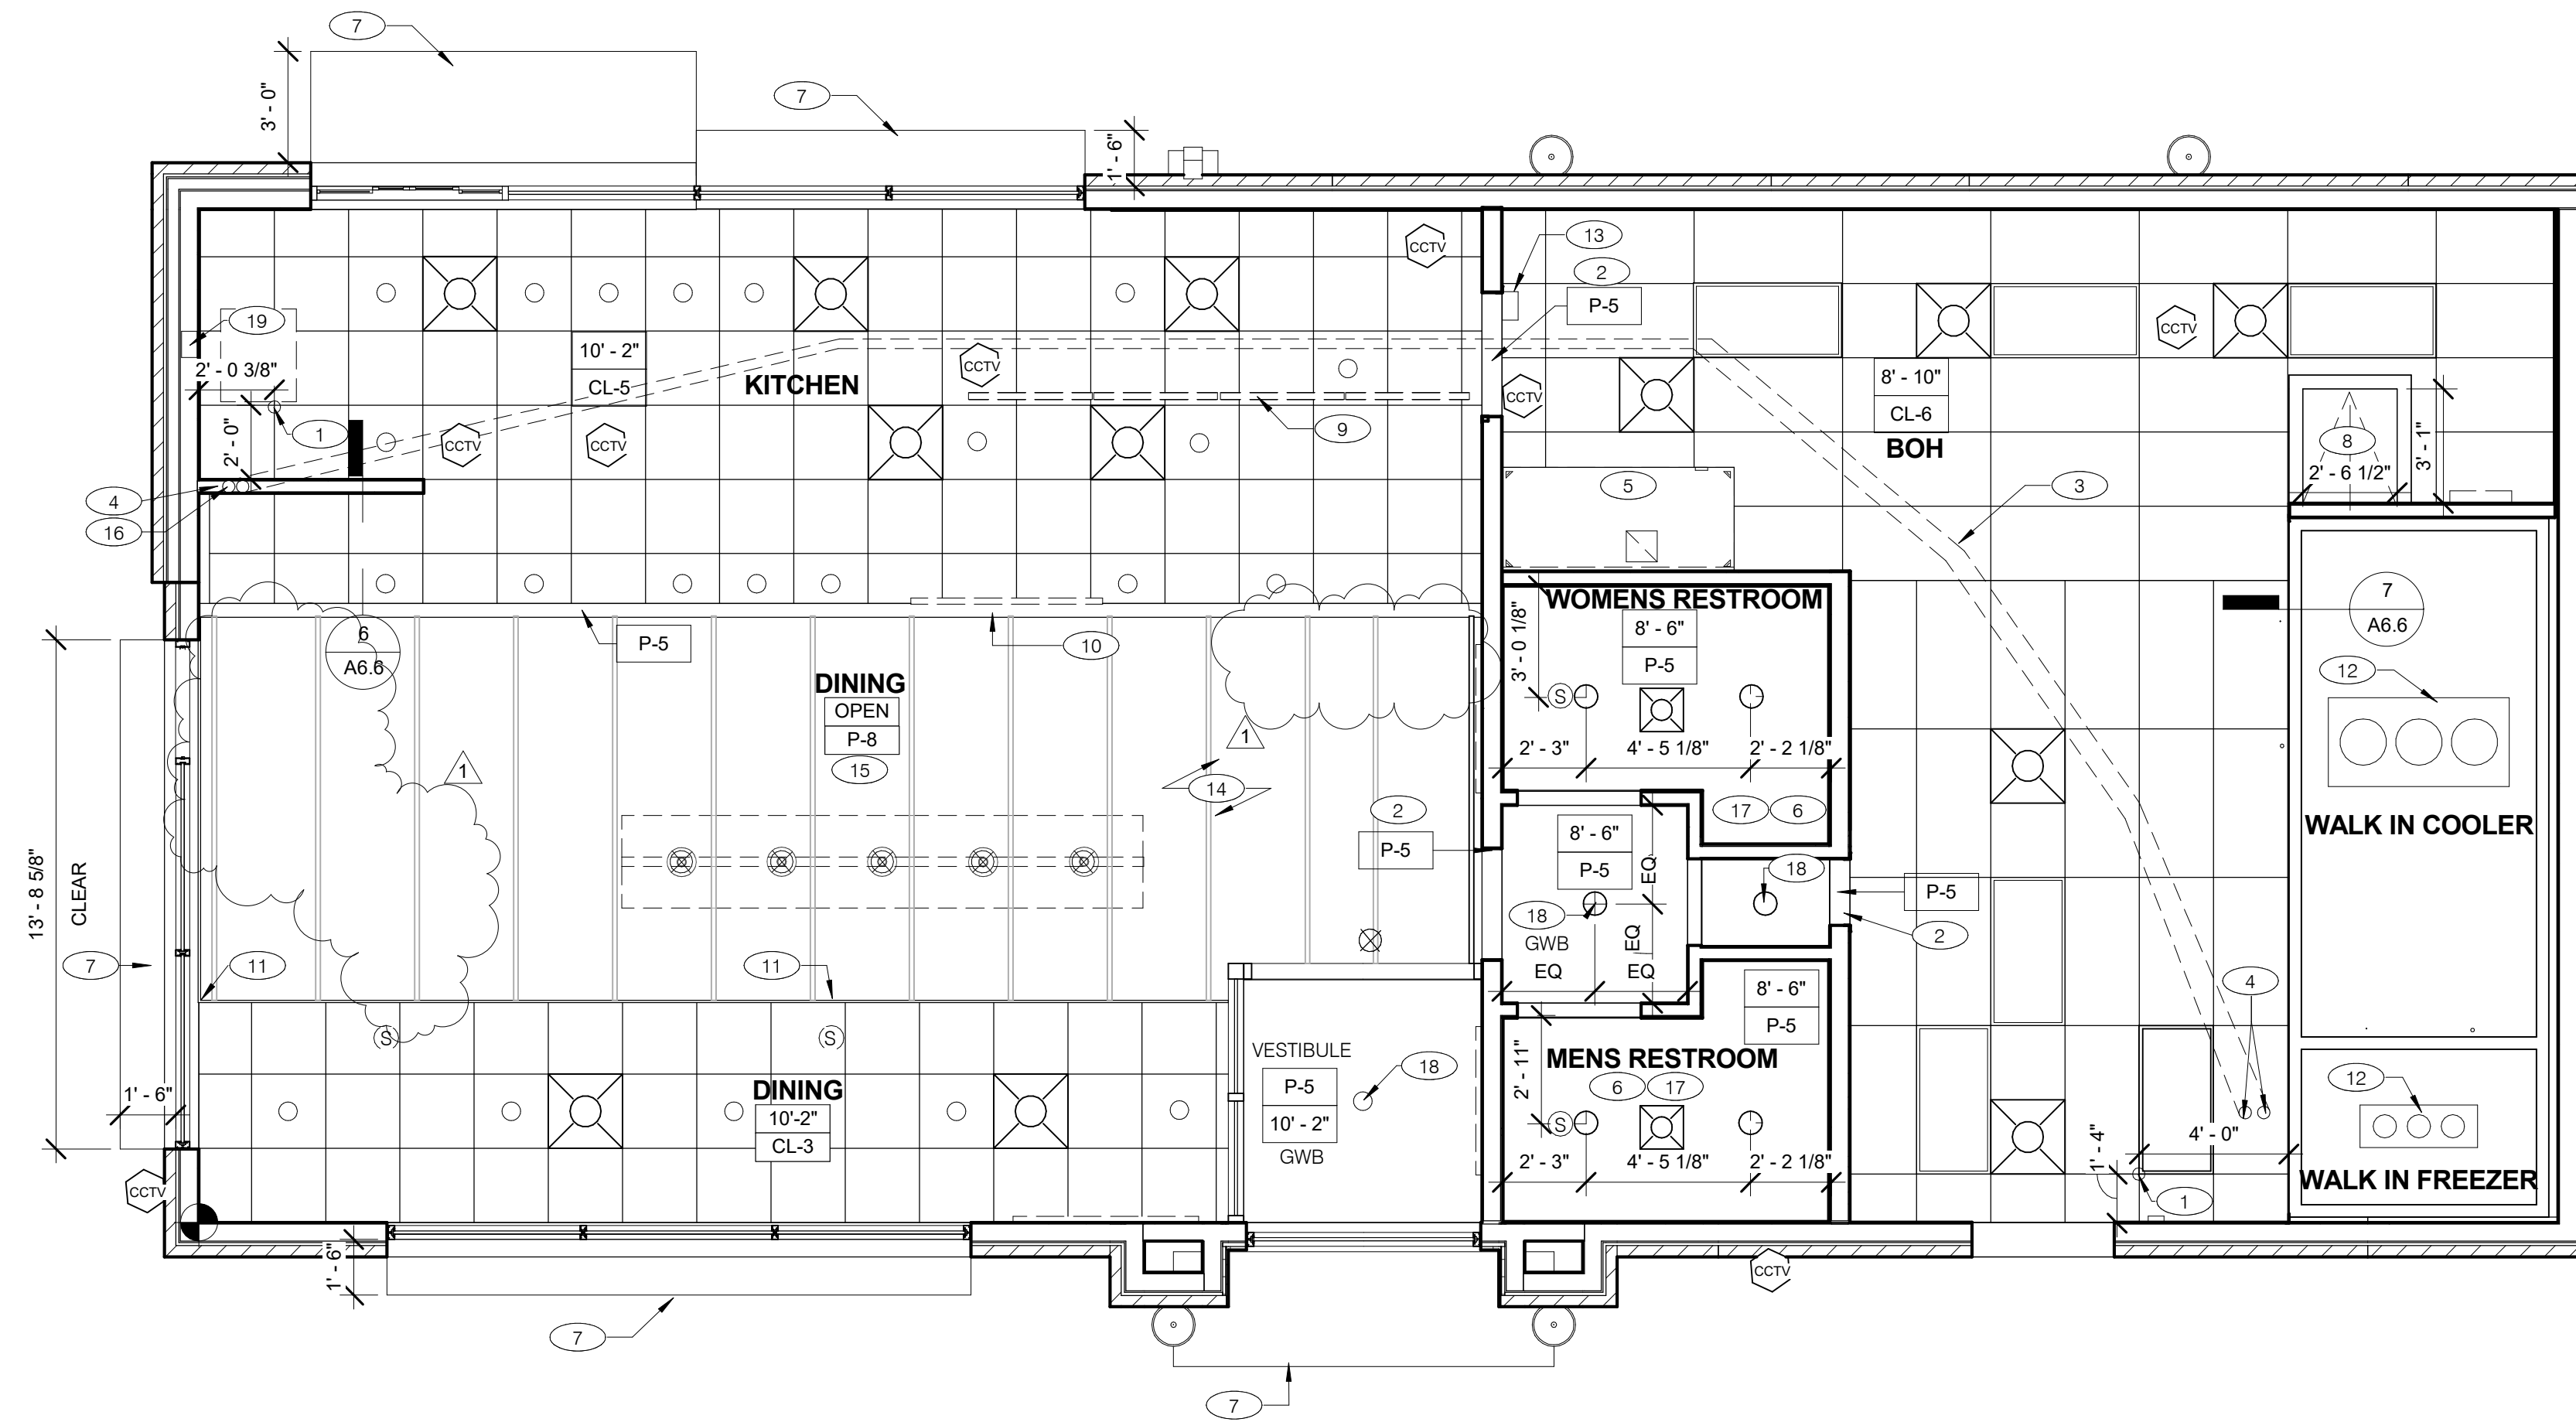 7
3' - 0"
7
1' - 6"
CCTV
13
2
P-5
19
2' - 0 3/8"
10' - 2"
CL-5
KITCHEN
CCTV
CCTV
CCTV
8' - 10"
CL-6
BOH
8
2' - 6 1/2"
3' - 1"
2' - 0"
1
CCTV
CCTV
9
4
16
5
3
6
A6.6
P-5
10
WOMENS RESTROOM
8' - 6"
P-5
3' - 0 1/8"
7
A6.6
12
DINING
OPEN
P-8
15
1
1
14
S
2' - 3"
4' - 5 1/8"
2' - 2 1/8"
17
6
WALK IN COOLER
2
P-5
8' - 6"
P-5
EQ
18
18
GWB
EQ
EQ
EQ
P-5
2
13' - 8 5/8"
CLEAR
7
11
11
8' - 6"
P-5
4
S
S
VESTIBULE
P-5
10' - 2"
GWB
18
MENS RESTROOM
6
17
2' - 11"
S
2' - 3"
4' - 5 1/8"
2' - 2 1/8"
12
WALK IN FREEZER
1' - 6"
DINING
10'-2"
CL-3
1' - 4"
4' - 0"
1
CCTV
1' - 6"
CCTV
7
7